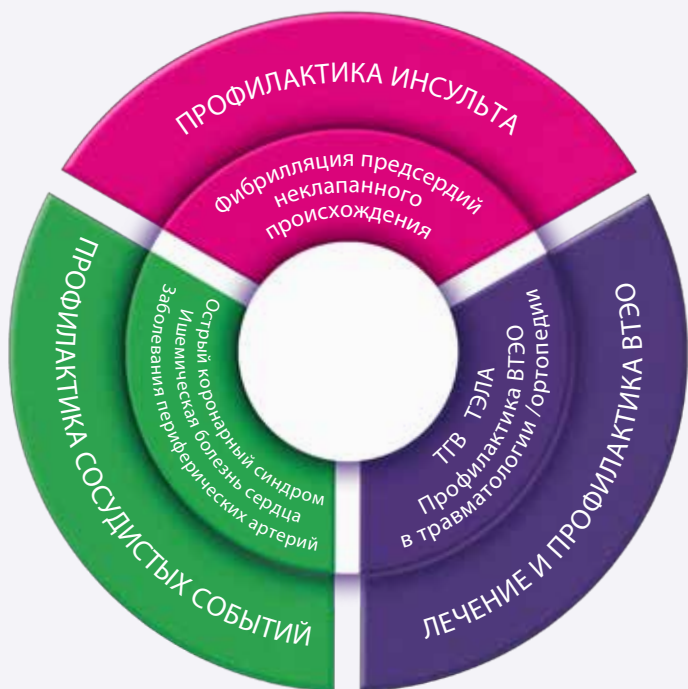 ПРОФИЛАКТИКА ИНСУЛЬТА
Фибрилляция предсердий
неклапанного
происхождения
ЛЕЧЕНИЕ И ПРОФИЛАКТИКА ВТЭО
ТГВ ТЭЛА
Профилактика ВТЭО
в травматологии /ортопедии
ПРОФИЛАКТИКА СОСУДИСТЫХ СОБЫТИЙ
Острый коронарный синдром
Ишемическая болезнь сердца
Заболевания периферических артерий